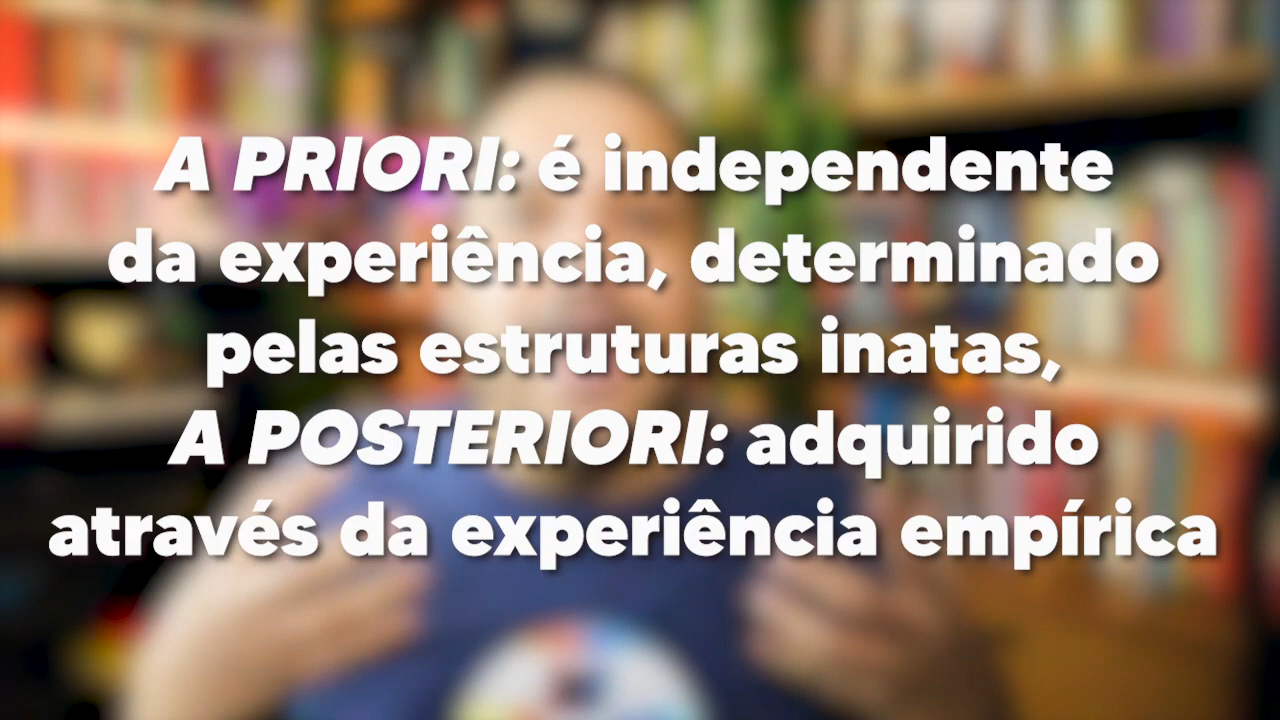 A PRIORI: é independente
da experiência, determinado
pelas estruturas inatas,
A POSTERIORI: adquirido
através da experiência empírica